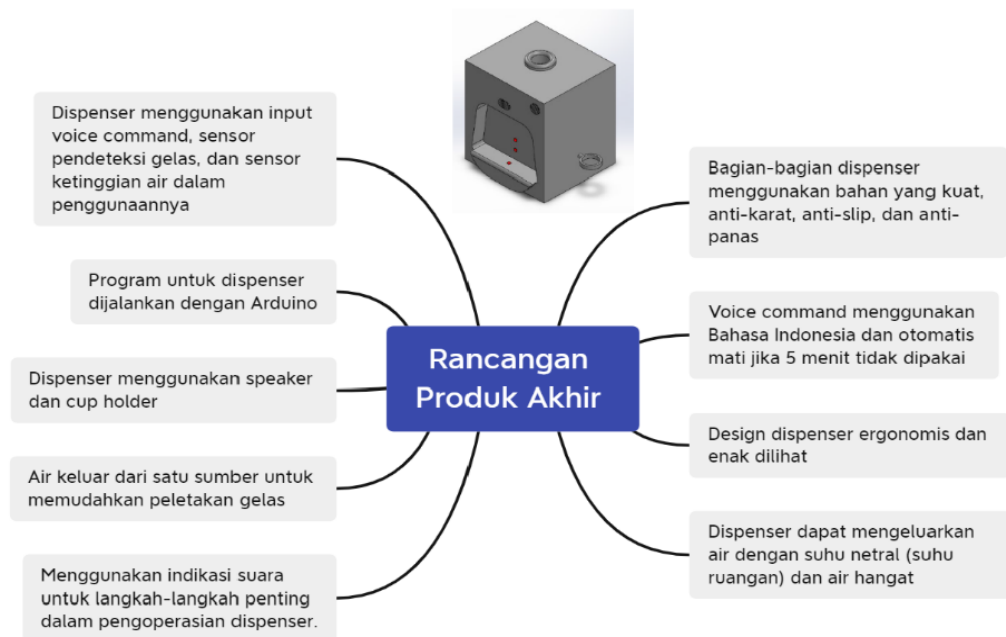 Dispenser menggunakan input
voice command, sensor
pendeteksi gelas, dan sensor
ketinggian air dalam
penggunaannya
Program untuk dispenser
dijalankan dengan Arduino
Dispenser menggunakan speaker
dan cup holder
Air keluar dari satu sumber untuk
memudahkan peletakan gelas
Menggunakan indikasi suara
untuk langkah-langkah penting
dalam pengoperasian dispenser.
Rancangan
Produk Akhir
Bagian-bagian dispenser
menggunakan bahan yang kuat,
anti-karat, anti-slip, dan anti-
panas
Voice command menggunakan
Bahasa Indonesia dan otomatis
mati jika 5 menit tidak dipakai
Design dispenser ergonomis dan
enak dilihat
Dispenser dapat mengeluarkan
air dengan suhu netral (suhu
ruangan) dan air hangat